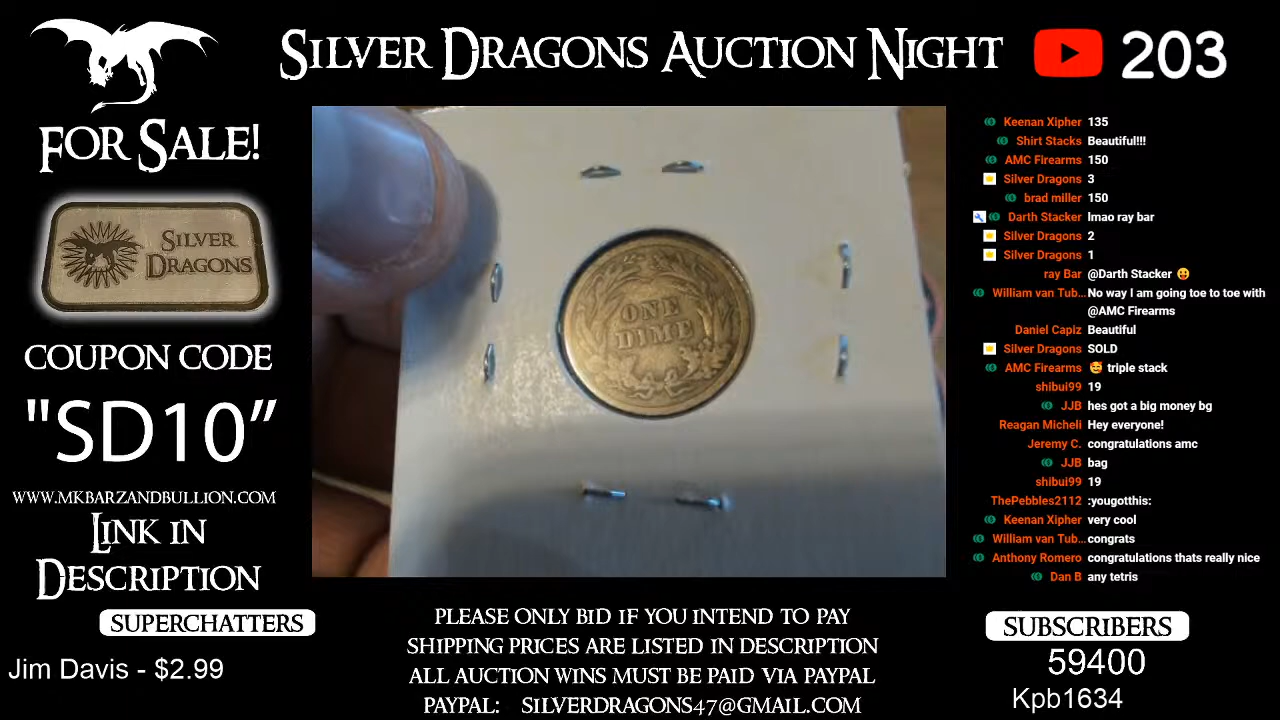 SILVER DRAGONS AUCTION NIGHT
203
FOR SALE!
SILVER
DRAGONS
COUPON CODE
"SD10"
WWW.MKBARZANDBULLION.COM
LINK IN
DESCRIPTION
SUPERCHATTERS
Jim Davis - $2.99
ONE
DIME
PLEASE ONLY BID IF YOU INTEND TO PAY
SHIPPING PRICES ARE LISTED IN DESCRIPTION
ALL AUCTION WINS MUST BE PAID VIA PAYPAL
PAYPAL: SILVERDRAGONS47@GMAIL.COM
Keenan Xipher 135
Shirt Stacks Beautiful!!!
AMC Firearms 150
Silver Dragons 3
brad miller 150
Darth Stacker lmao ray bar
Silver Dragons 2
Silver Dragons 1
ray Bar @Darth Stacker 😛
William van Tub... No way I am going toe to toe with
@AMC Firearms
Daniel Capiz Beautiful
Silver Dragons SOLD
AMC Firearms 🥰 triple stack
shibui99 19
JJB hes got a big money bg
Reagan Micheli Hey everyone!
Jeremy C. congratulations amc
JJB bag
shibui99 19
ThePebbles2112 :yougotthis:
Keenan Xipher very cool
William van Tub... congrats
Anthony Romero congratulations thats really nice
Dan B any tetris
SUBSCRIBERS
59400
Kpb1634